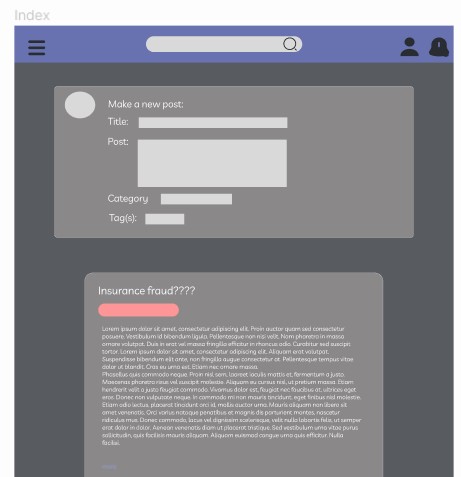 Index
Make a new post:
Title:
Post:
Category
Tag(s):
Insurance fraud????
Lorem ipsum dolor sit amet, consectetur adipiscing elit. Proin auctor quam sed consectetur
posuere. Vestibulum id bibendum ligula. Pellentesque non nisi velit. Nam pharetra in massa
ornare volutpat. Duis in erat vel massa fringilla efficitur in rhoncus odio. Curabitur sed suscipit
tortor. Lorem ipsum dolor sit amet, consectetur adipiscing elit. Aliquam erat volutpat.
Suspendisse bibendum elit ante, non fringilla augue consectetur at. Pellentesque tempus vitae
dolor ut blandit. Cras eu urna est. Etiam nec ornare massa.
Phasellus quis commodo neque. Proin nisl sem, laoreet iaculis mattis et, fermentum a justo.
Maecenas pharetra risus vel suscipit molestie. Aliquam eu cursus nisl, ut pretium massa. Etiam
hendrerit velit a justo feugiat commodo. Vivamus dolor est, feugiat nec faucibus at, ultricies eget
eros. Donec non vulputate neque. In commodo mi non mauris tincidunt, eget finibus nisl molestie.
Etiam odio lectus, placerat tincidunt orci id, mollis auctor urna. Mauris aliquam non libero sit
amet venenatis. Orci varius natoque penatibus et magnis dis parturient montes, nascetur
ridiculus mus. Donec commodo, lacus vel dignissim scelerisque, velit nulla lobortis felis, ut semper
erat dolor in dolor. Aenean venenatis diam ut placerat tristique. Sed vestibulum urna vitae purus
sollicitudin, quis facilisis mauris aliquam. Aliquam euismod congue urna quis efficitur. Nulla
facilisi.